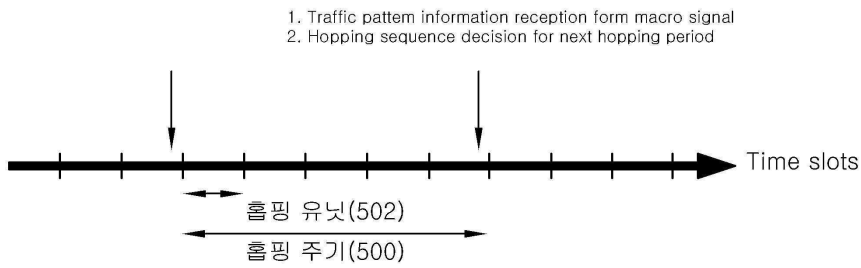 1. Traffic pattem information reception form macro signal
2. Hopping sequence decision for next hopping period
Time slots
홉핑 유닛(502)
홉핑 주기(500)